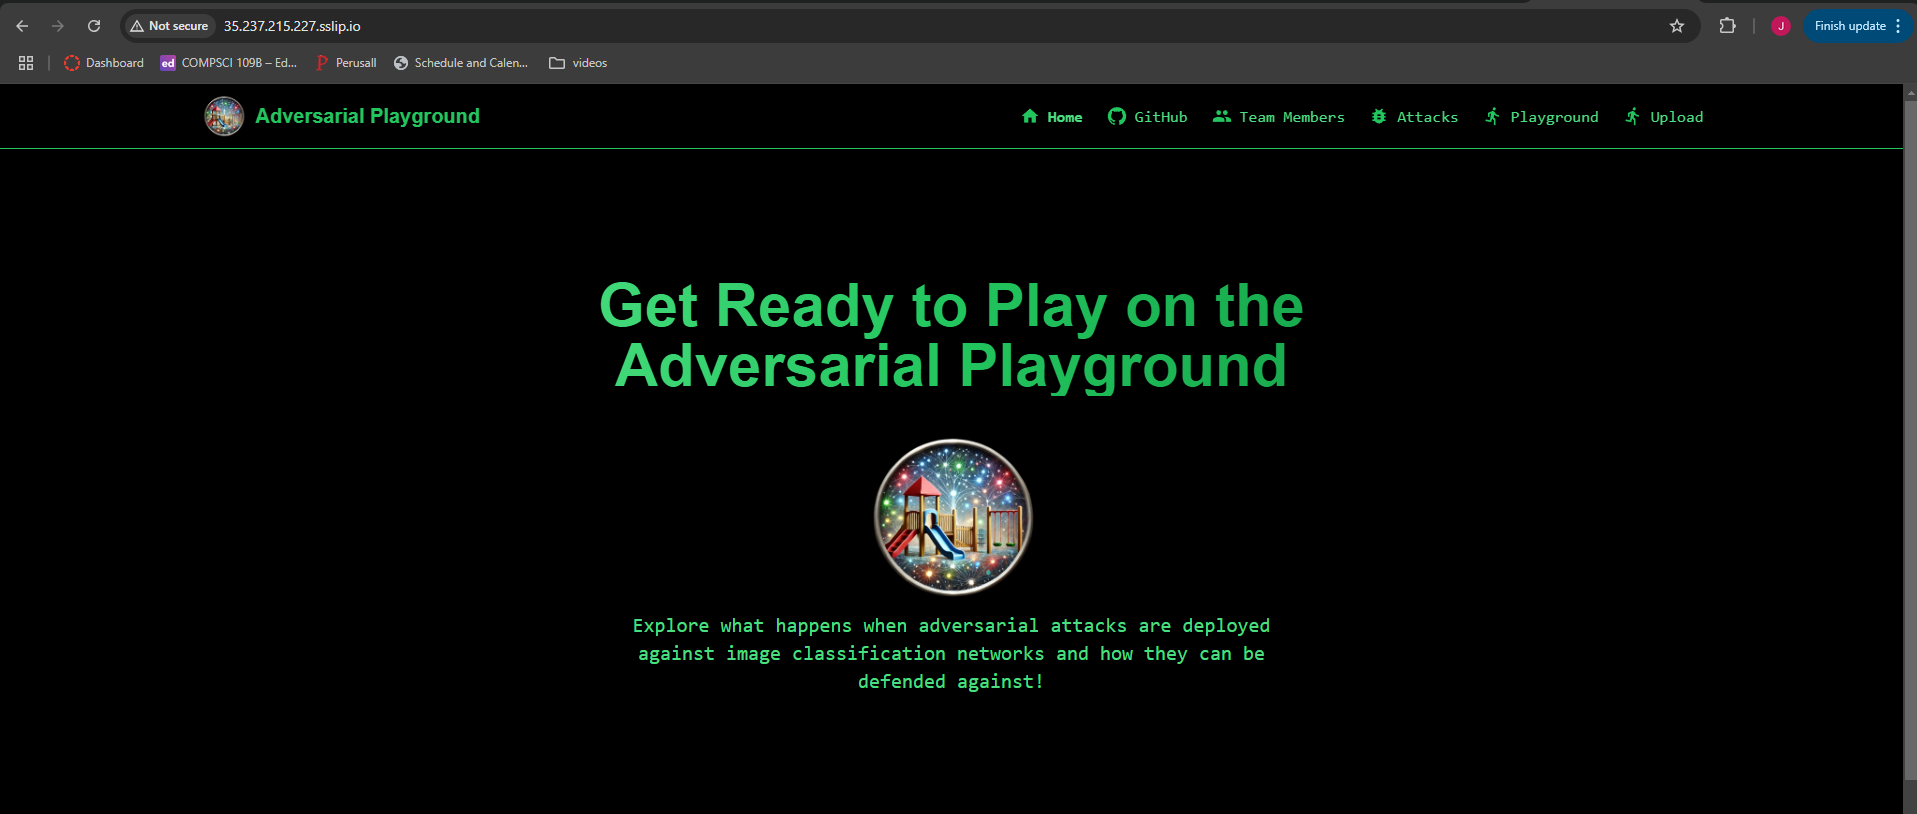 Not secure 35.237.215.227.sslip.io J Finish update
Dashboard ed COMPSCI 109B – Ed... P Perusall Schedule and Calen... videos
Adversarial Playground Home GitHub Team Members Attacks Playground Upload
Get Ready to Play on the
Adversarial Playground
Explore what happens when adversarial attacks are deployed
against image classification networks and how they can be
defended against!